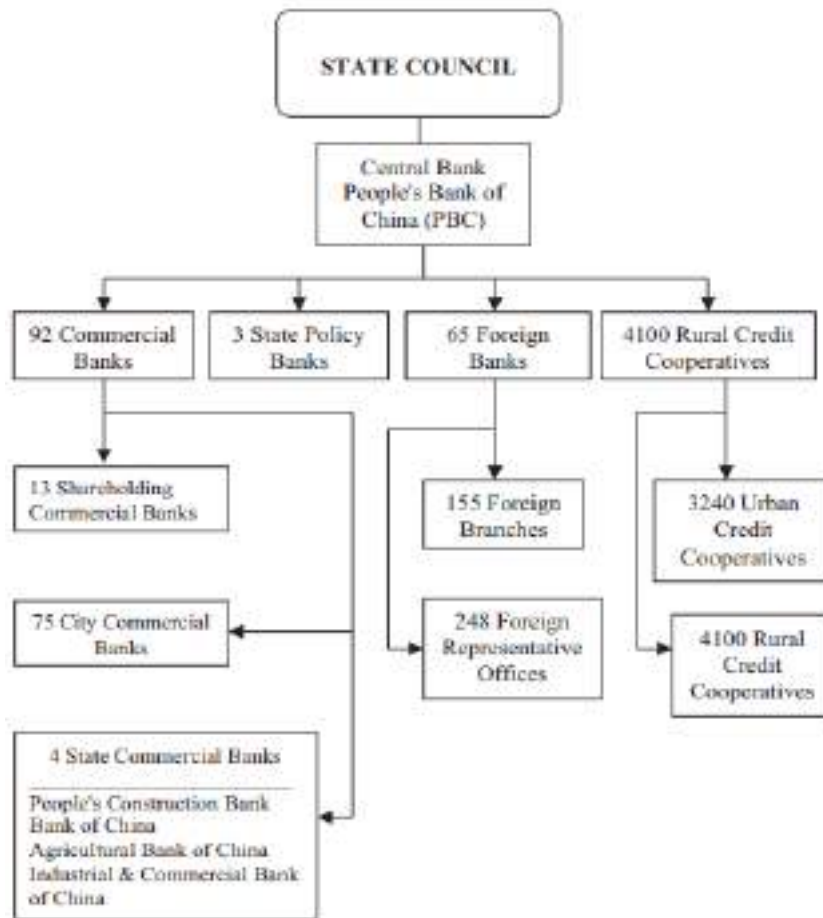 STATE COUNCIL
Central Bank
People's Bank of
China (PBC)
92 Commercial
Banks
3 State Policy
Banks
65 Foreign
Banks
4100 Rural Credit
Cooperatives
13 Shareholding
Commercial Banks
155 Foreign
Branches
3240 Urban
Credit
Cooperatives
75 City Commercial
Banks
248 Foreign
Representative
Offices
4100 Rural
Credit
Cooperatives
4 State Commercial Banks
People's Construction Bank
Bank of China
Agricultural Bank of China
Industrial & Commercial Bank
of China